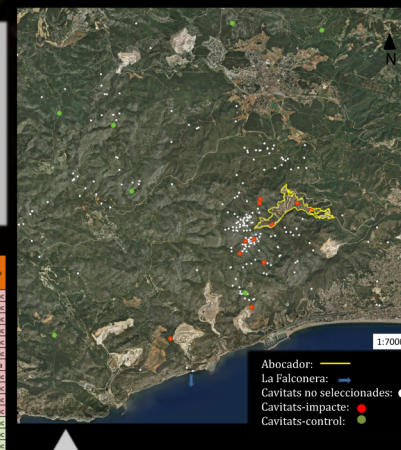 N
1:7000
Abocador:
La Falconera:
Cavitats no seleccionades:
Cavitats-impacte:
Cavitats-control: